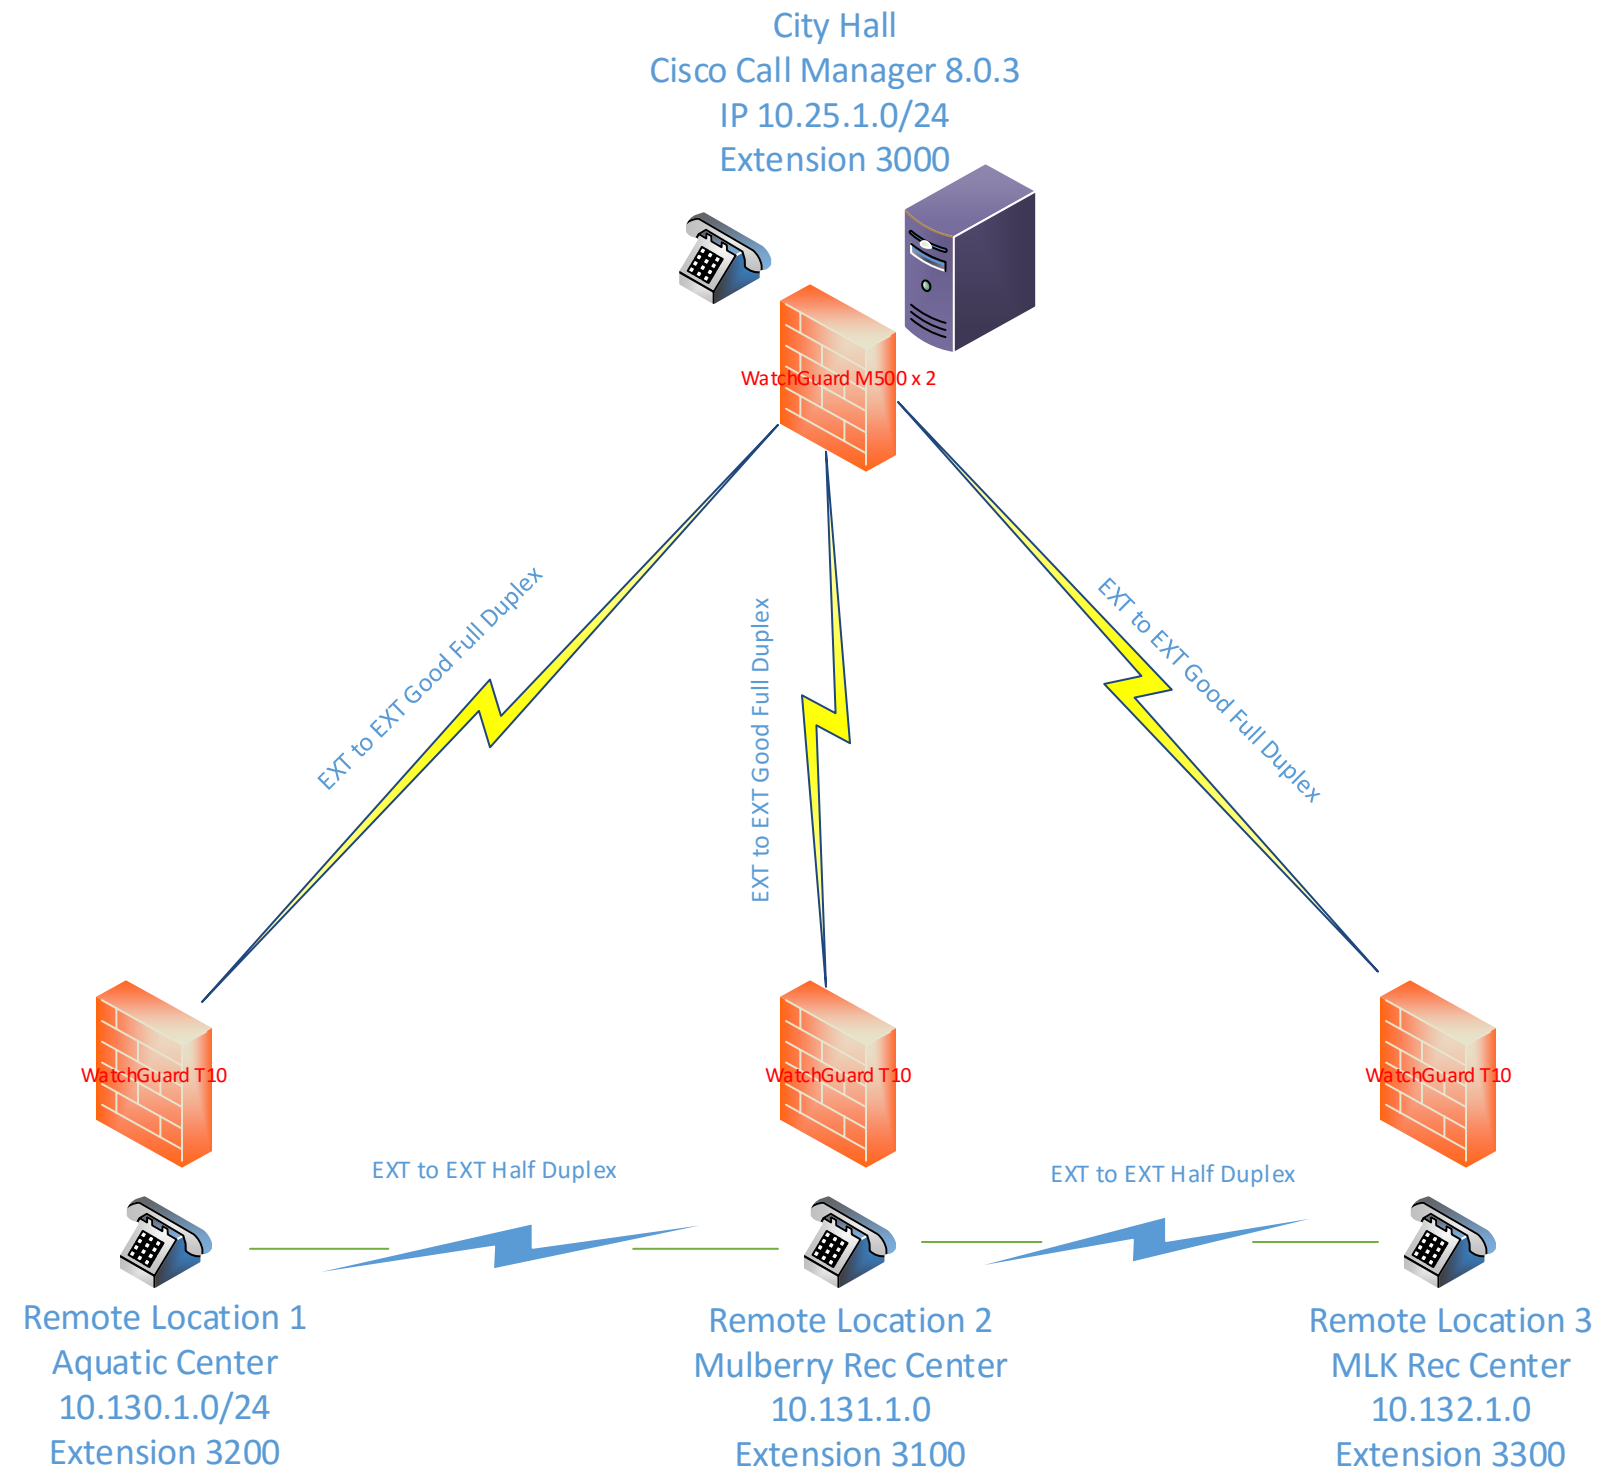 City Hall
Cisco Call Manager 8.0.3
IP 10.25.1.0/24
Extension 3000
WatchGuard M500 x 2
EXT to EXT Good Full Duplex
EXT to EXT Good Full Duplex
EXT to EXT Good Full Duplex
WatchGuard T10
WatchGuard T10
WatchGuard T10
EXT to EXT Half Duplex
EXT to EXT Half Duplex
Remote Location 1
Aquatic Center
10.130.1.0/24
Extension 3200
Remote Location 2
Mulberry Rec Center
10.131.1.0
Extension 3100
Remote Location 3
MLK Rec Center
10.132.1.0
Extension 3300